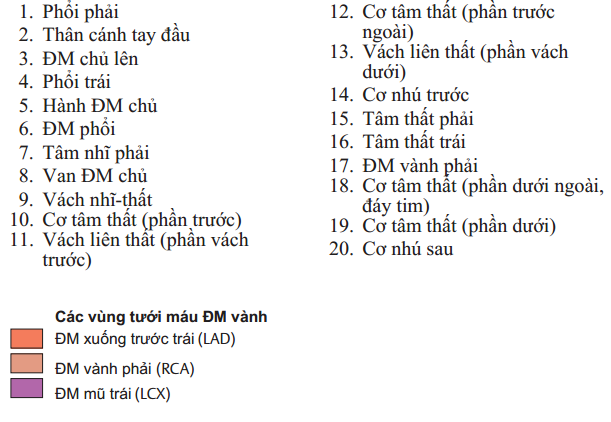 1. Phổi phải
2. Thân cánh tay đầu
3. ĐM chủ lên
4. Phổi trái
5. Hành ĐM chủ
6. ĐM phổi
7. Tâm nhĩ phải
8. Van ĐM chủ
9. Vách nhĩ-thất
10. Cơ tâm thất (phần trước)
11. Vách liên thất (phần vách
trước)
12. Cơ tâm thất (phần trước
ngoài)
13. Vách liên thất (phần vách
dưới)
14. Cơ nhú trước
15. Tâm thất phải
16. Tâm thất trái
17. ĐM vành phải
18. Cơ tâm thất (phần dưới ngoài,
đáy tim)
19. Cơ tâm thất (phần dưới)
20. Cơ nhú sau
Các vùng tưới máu ĐM vành
ĐM xuống trước trái (LAD)
ĐM vành phải (RCA)
ĐM mũ trái (LCX)